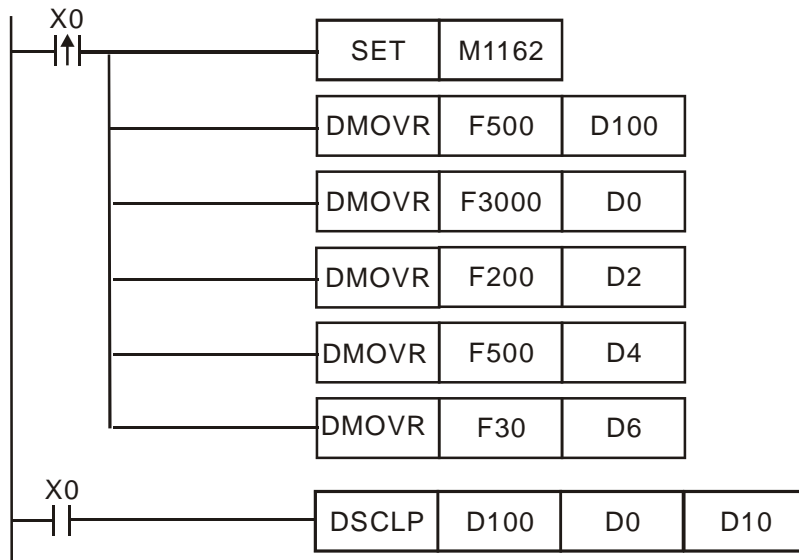 X0
SET M1162
DMOVR F500 D100
DMOVR F3000 D0
DMOVR F200 D2
DMOVR F500 D4
DMOVR F30 D6
X0
DSCLP D100 D0 D10